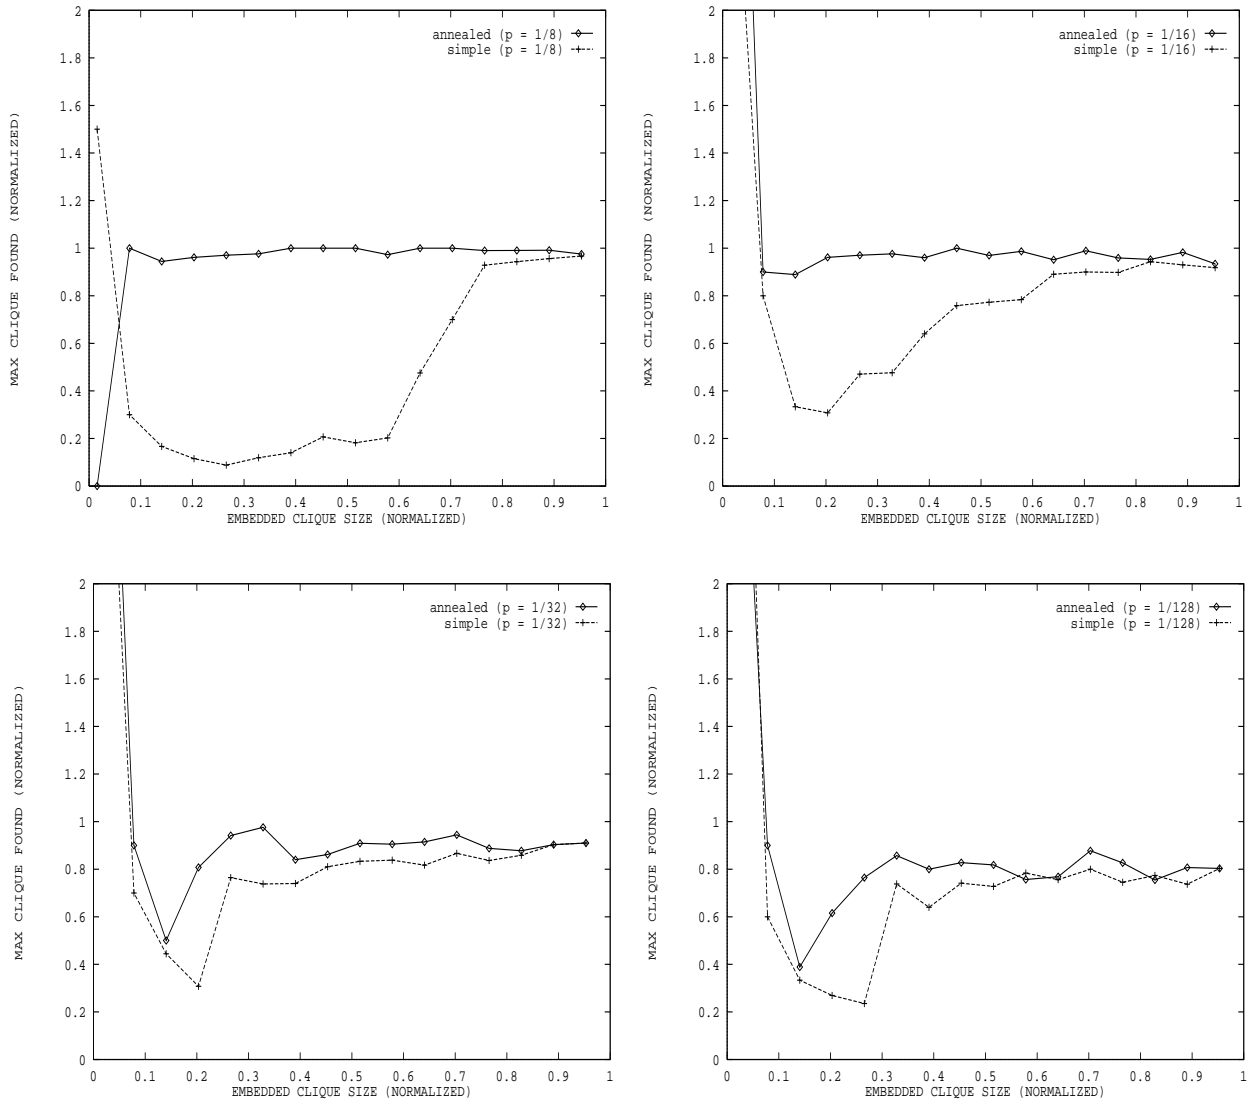 MAX CLIQUE FOUND (NORMALIZED)
2
1.8
1.6
1.4
1.2
1
0.8
0.6
0.4
0.2
0
annealed (p = 1/8)
simple (p = 1/8)
0 0.1 0.2 0.3 0.4 0.5 0.6 0.7 0.8 0.9 1
EMBEDDED CLIQUE SIZE (NORMALIZED)
MAX CLIQUE FOUND (NORMALIZED)
2
1.8
1.6
1.4
1.2
1
0.8
0.6
0.4
0.2
0
annealed (p = 1/16)
simple (p = 1/16)
0 0.1 0.2 0.3 0.4 0.5 0.6 0.7 0.8 0.9 1
EMBEDDED CLIQUE SIZE (NORMALIZED)
MAX CLIQUE FOUND (NORMALIZED)
2
1.8
1.6
1.4
1.2
1
0.8
0.6
0.4
0.2
0
annealed (p = 1/32)
simple (p = 1/32)
0 0.1 0.2 0.3 0.4 0.5 0.6 0.7 0.8 0.9 1
EMBEDDED CLIQUE SIZE (NORMALIZED)
MAX CLIQUE FOUND (NORMALIZED)
2
1.8
1.6
1.4
1.2
1
0.8
0.6
0.4
0.2
0
annealed (p = 1/128)
simple (p = 1/128)
0 0.1 0.2 0.3 0.4 0.5 0.6 0.7 0.8 0.9 1
EMBEDDED CLIQUE SIZE (NORMALIZED)